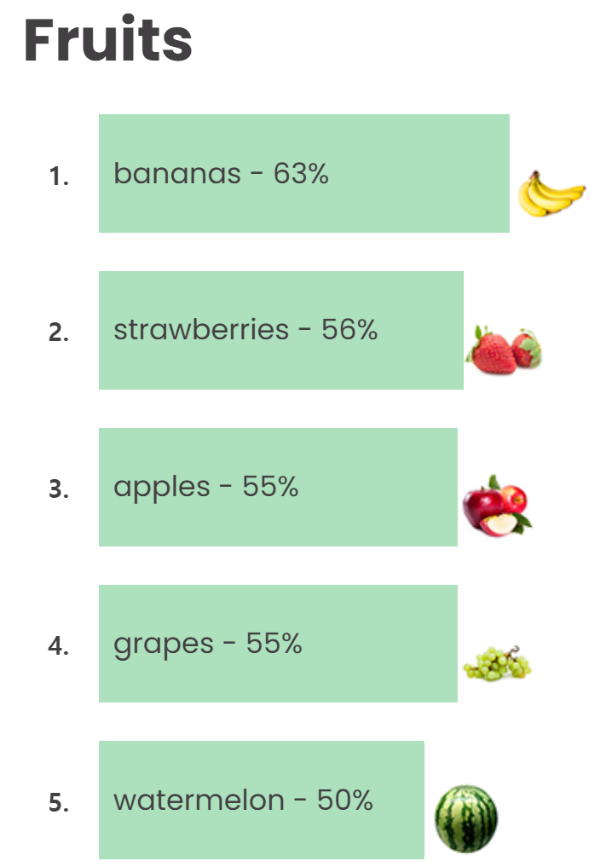 Fruits
1. bananas - 63%
2. strawberries - 56%
3. apples - 55%
4. grapes - 55%
5. watermelon - 50%